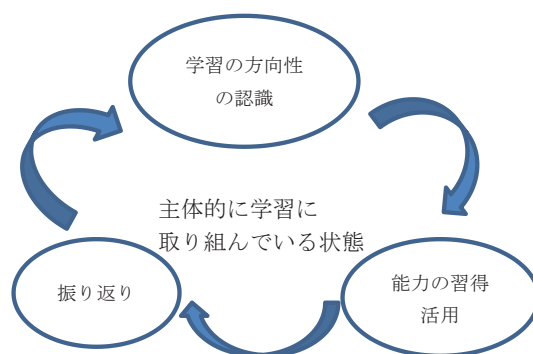 学習の方向性
の認識
主体的に学習に
取り組んでいる状態
振り返り
能力の習得
活用